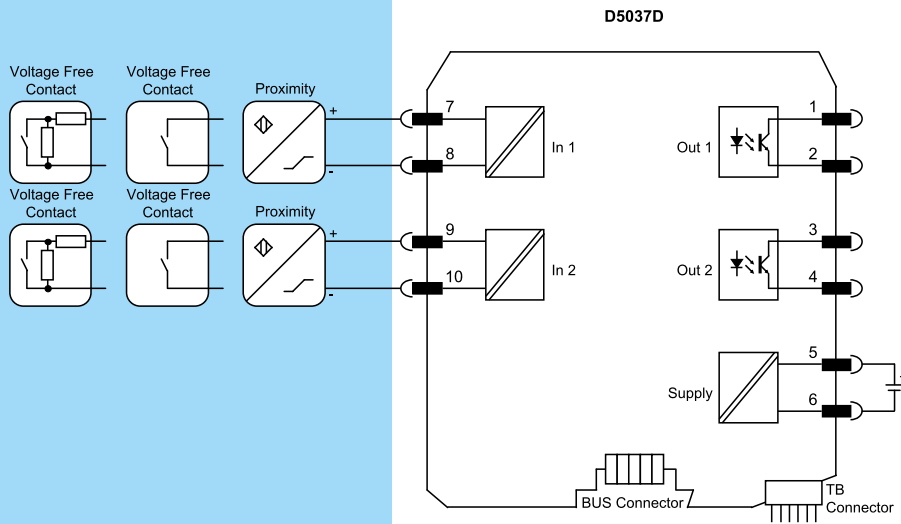 D5037D
Voltage Free
Contact
Voltage Free
Contact
Proximity
+
-
7
8
In 1
Out 1
1
2
Voltage Free
Contact
Voltage Free
Contact
Proximity
+
-
9
10
In 2
Out 2
3
4
Supply
5
6
+
BUS Connector
TB
Connector